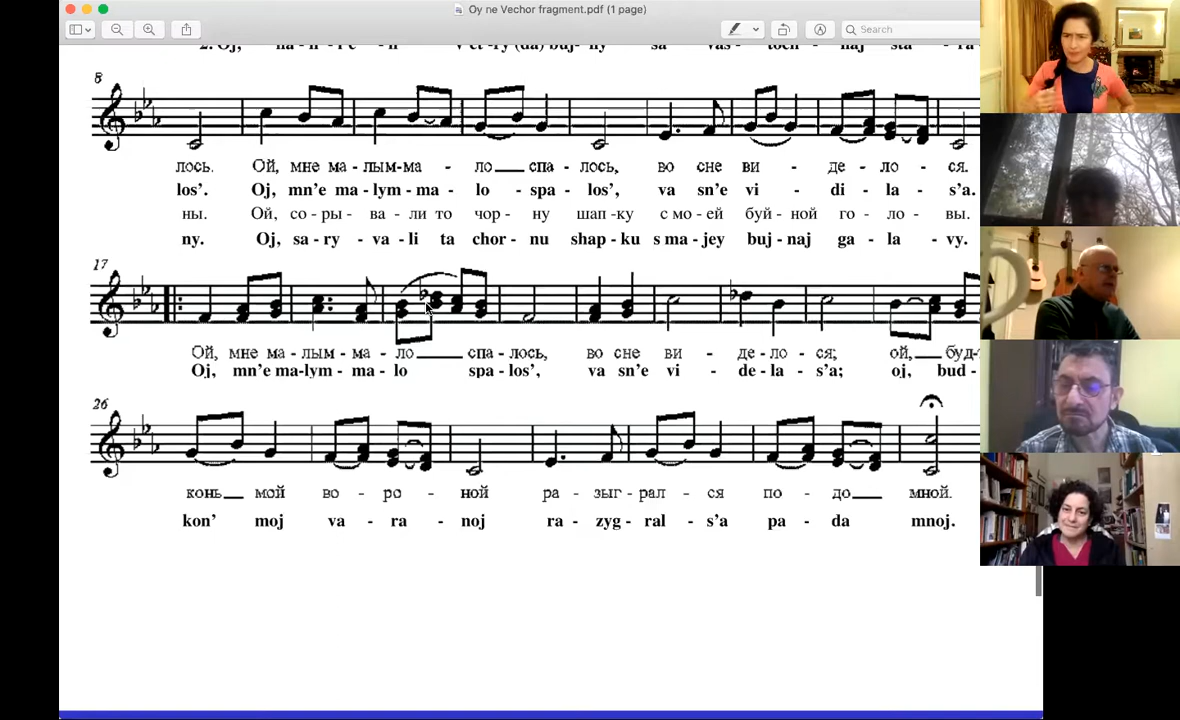 Oy ne Vechor fragment.pdf (1 page)
Search
8
лось. Ой, мне ма - лым-ма - ло спа - лось, во сне ви - де - ло - ся.
los'. Oj, mn'e ma - lym - ma - lo - spa - los', va sn'e vi - di - la - s'a.
ны. Ой, со - ры - ва - ли то чор - ну шап - ку с мо - ей буй - ной го - ло - вы.
ny. Oj, sa - ry - va - li ta chor - nu shap - ku s ma - jey buj - naj ga - la - vy.
17
Ой, мне ма - лым - ма - ло спа - лось, во сне ви - де - ло - ся; ой,
Oj, mn'e ma - lym - ma - lo spa - los', va sn'e vi - de - la - s'a; oj, bud -
26
конь мой во - ро - ной ра - зыг - рал - ся по - до мной.
kon' moj va - ra - noj ra - zyg - ral - s'a pa - da mnoj.